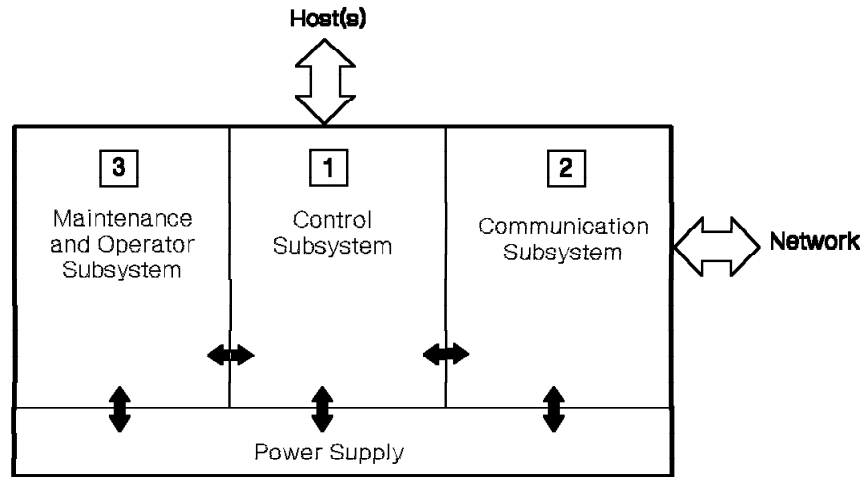 Host(s)
3
Maintenance
and Operator
Subsystem
1
Control
Subsystem
2
Communication
Subsystem
Network
Power Supply